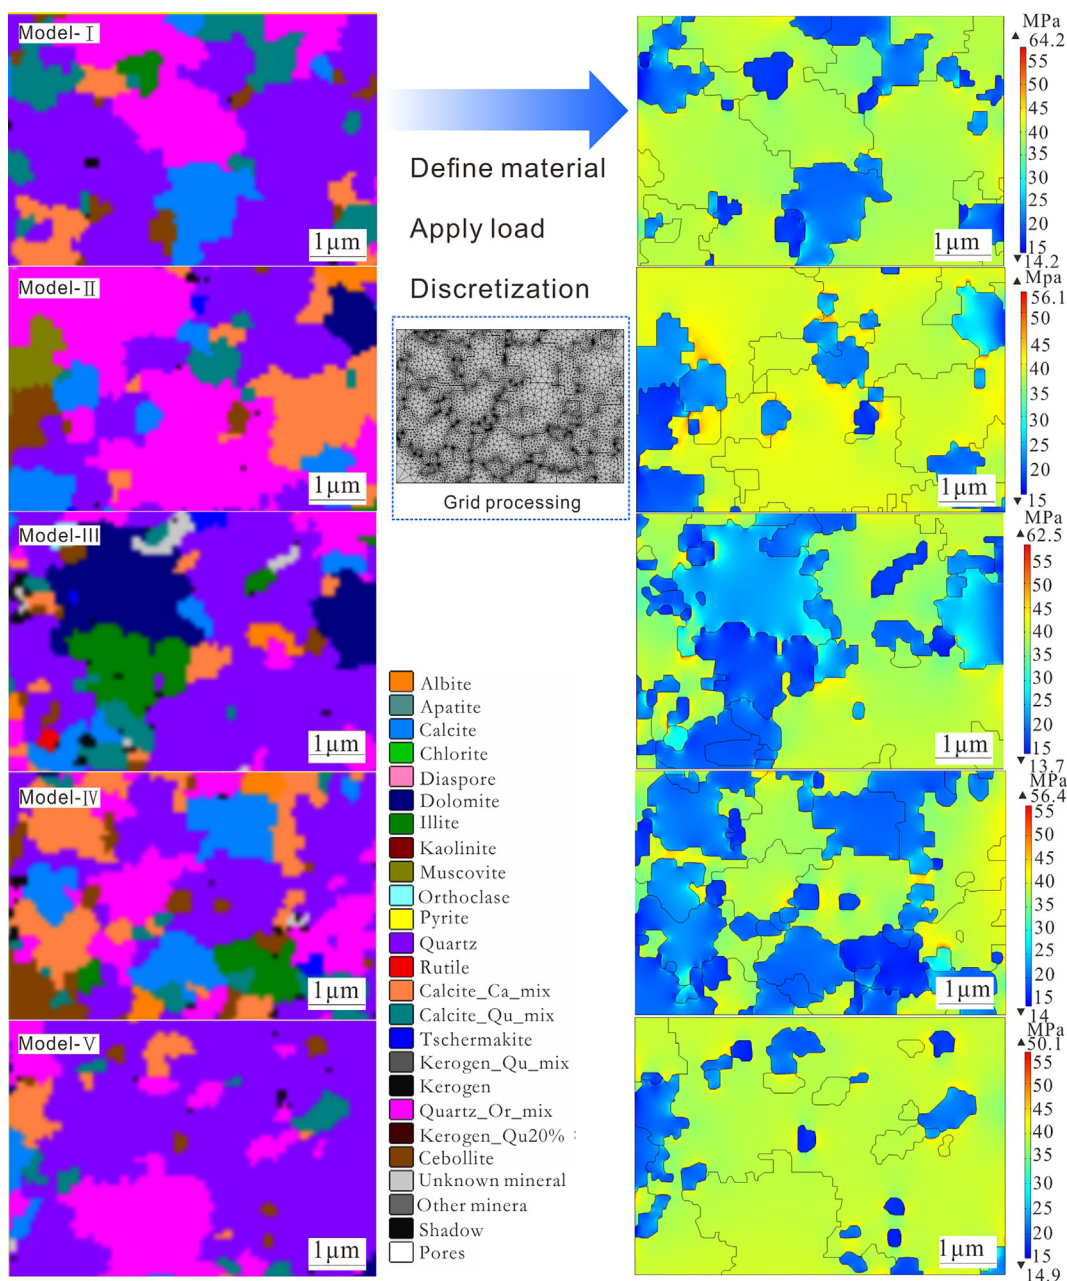 Model-Ⅰ
1μm
Model-Ⅱ
1μm
Model-Ⅲ
1μm
Model-Ⅳ
1μm
Model-Ⅴ
1μm
Define material
Apply load
Discretization
Grid processing
Albite
Apatite
Calcite
Chlorite
Diaspore
Dolomite
Illite
Kaolinite
Muscovite
Orthoclase
Pyrite
Quartz
Rutile
Calcite_Ca_mix
Calcite_Qu_mix
Tschermakite
Kerogen_Qu_mix
Kerogen
Quartz_Or_mix
Kerogen_Qu20% :
Cebollite
Unknown mineral
Other minera
Shadow
Pores
1μm
MPa
▲ 64.2
55
50
45
40
35
30
25
20
15
▼14.2
1μm
Mpa
▲ 56.1
55
50
45
40
35
30
25
20
▼ 15
1μm
MPa
▲62.5
55
50
45
40
35
30
25
20
15
▼13.7
1μm
MPa
▲ 56.4
55
50
45
40
35
30
25
20
15
▼ 14
1μm
MPa
▲50.1
55
50
45
40
35
30
25
20
15
▼14.9